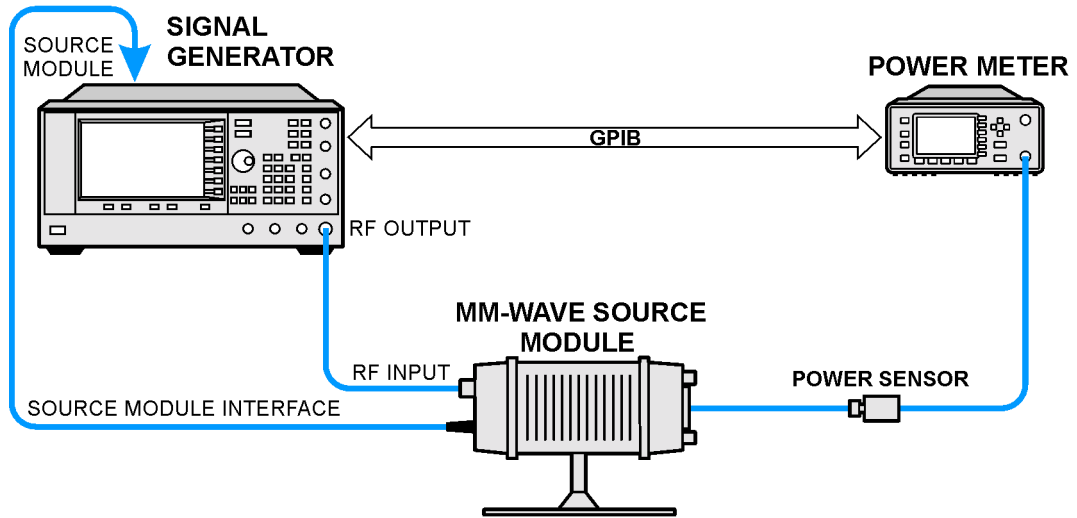 SIGNAL
GENERATOR
SOURCE
MODULE
POWER METER
GPIB
RF OUTPUT
MM-WAVE SOURCE
MODULE
RF INPUT
POWER SENSOR
SOURCE MODULE INTERFACE